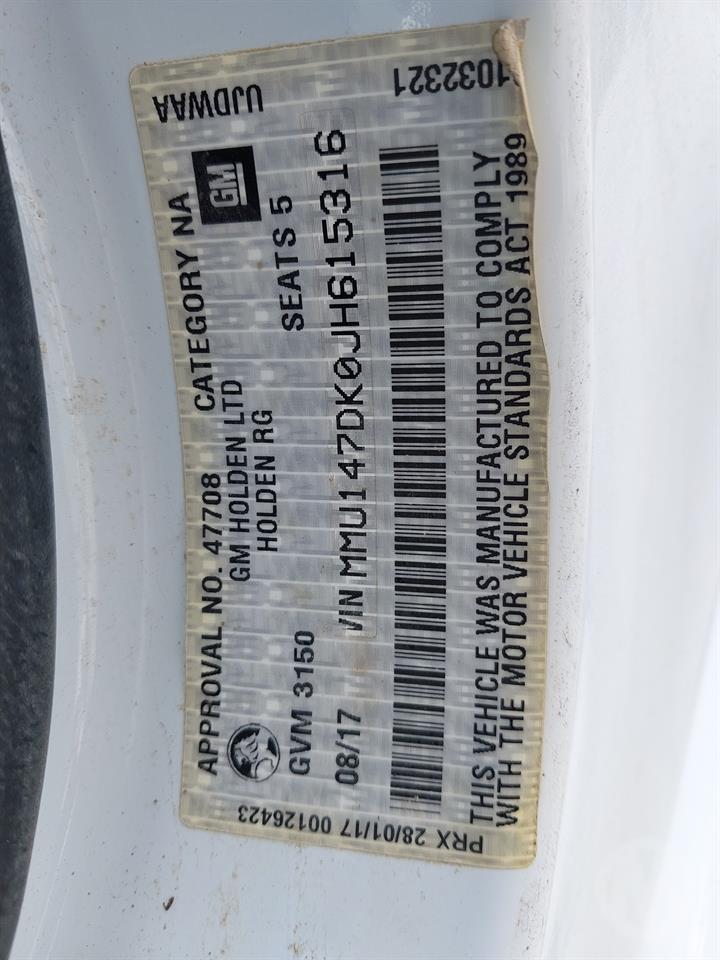 APPROVAL NO. 47708 CATEGORY NA
GM HOLDEN LTD
HOLDEN RG
GM
GVM 3150 SEATS 5
08/17 VIN MMU147DK0JH615316
THIS VEHICLE WAS MANUFACTURED TO COMPLY
WITH THE MOTOR VEHICLE STANDARDS ACT 1989
PRX 28/01/17 00126423
UJDWAA
1032321